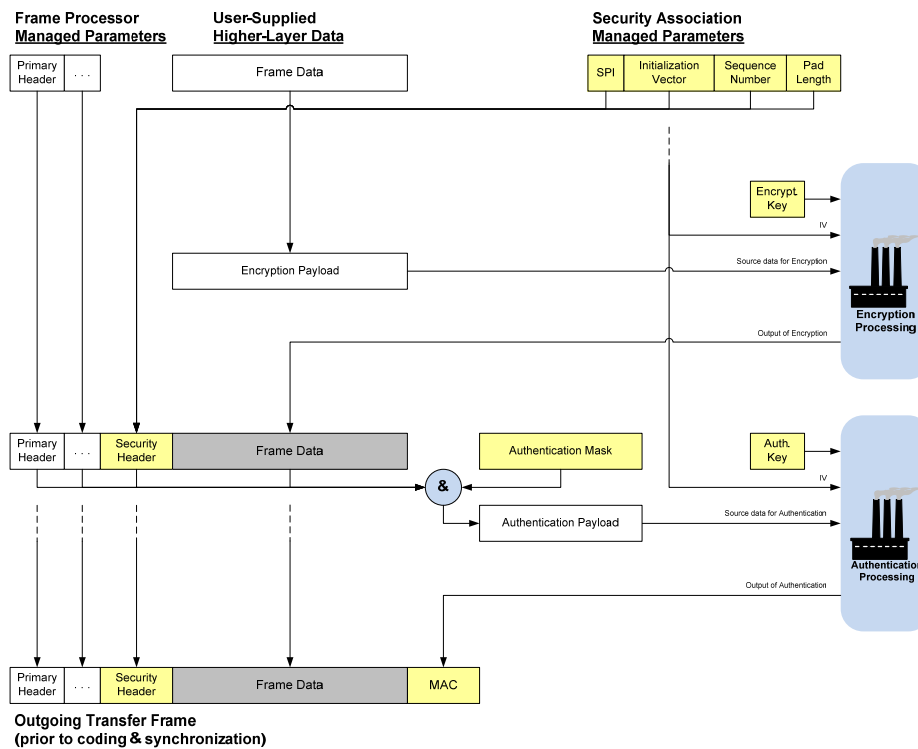 Frame Processor
Managed Parameters
User-Supplied
Higher-Layer Data
Security Association
Managed Parameters
Primary
Header
. . .
Frame Data
SPI
Initialization
Vector
Sequence
Number
Pad
Length
Encrypt.
Key
IV
Encryption Payload
Source data for Encryption
Encryption
Processing
Output of Encryption
Primary
Header
. . .
Security
Header
Frame Data
Authentication Mask
Auth.
Key
&
IV
Authentication Payload
Source data for Authentication
Authentication
Processing
Output of Authentication
Primary
Header
. . .
Security
Header
Frame Data
MAC
Outgoing Transfer Frame
(prior to coding & synchronization)